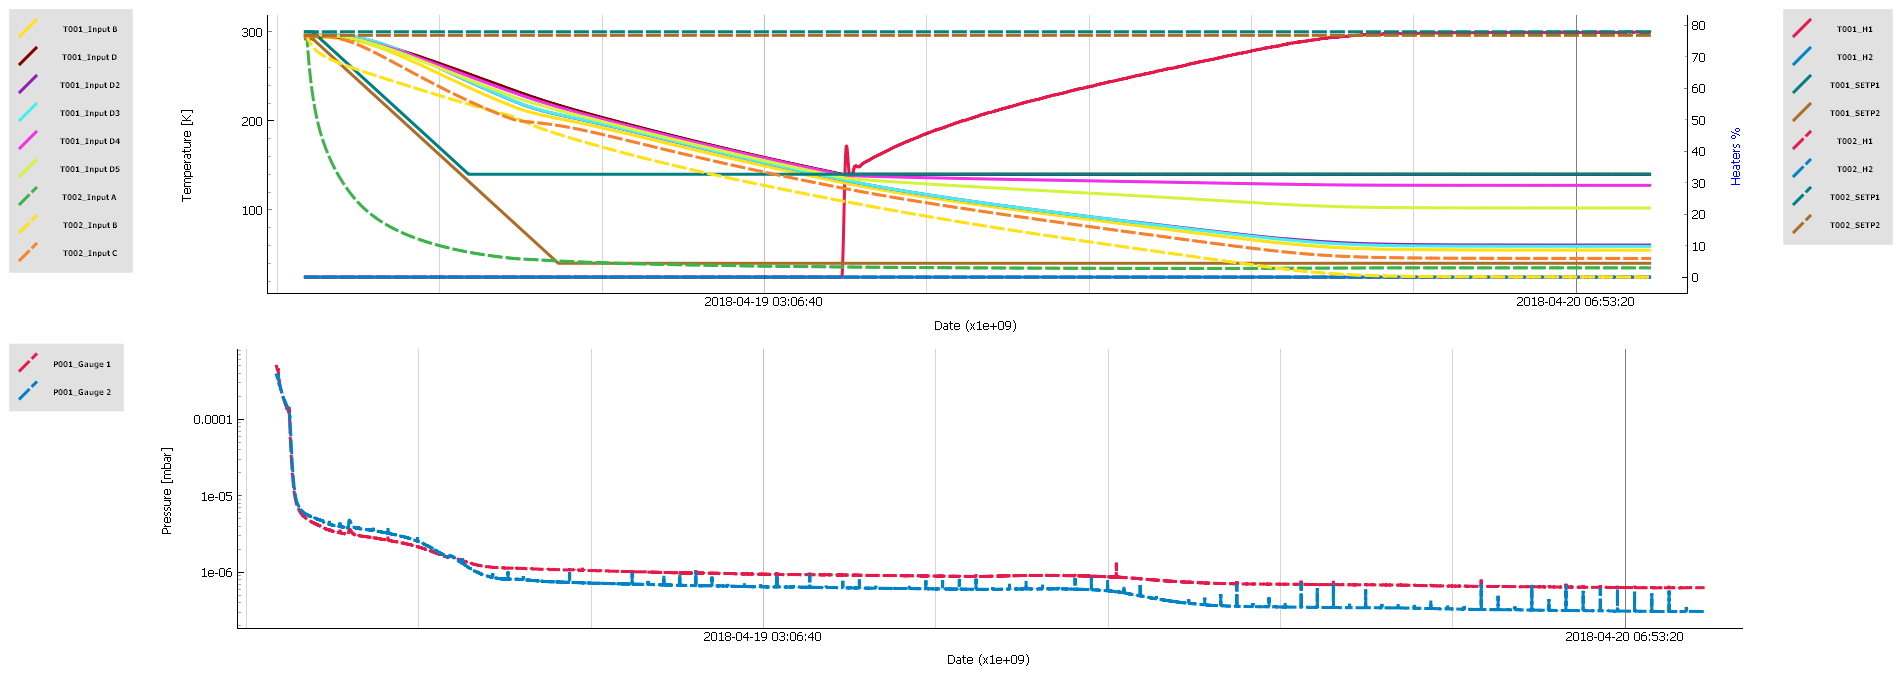 T001_Input B
T001_Input D
T001_Input D2
T001_Input D3
T001_Input D4
T001_Input D5
T002_Input A
T002_Input B
T002_Input C
Temperature [K]
300
200
100
80
70
60
50
40
30
20
10
0
Heaters %
2018-04-19 03:06:40
2018-04-20 06:53:20
Date (x1e+09)
T001_H1
T001_H2
T001_SETP1
T001_SETP2
T002_H1
T002_H2
T002_SETP1
T002_SETP2
P001_Gauge 1
P001_Gauge 2
Pressure [mbar]
0.0001
1e-05
1e-06
2018-04-19 03:06:40
2018-04-20 06:53:20
Date (x1e+09)